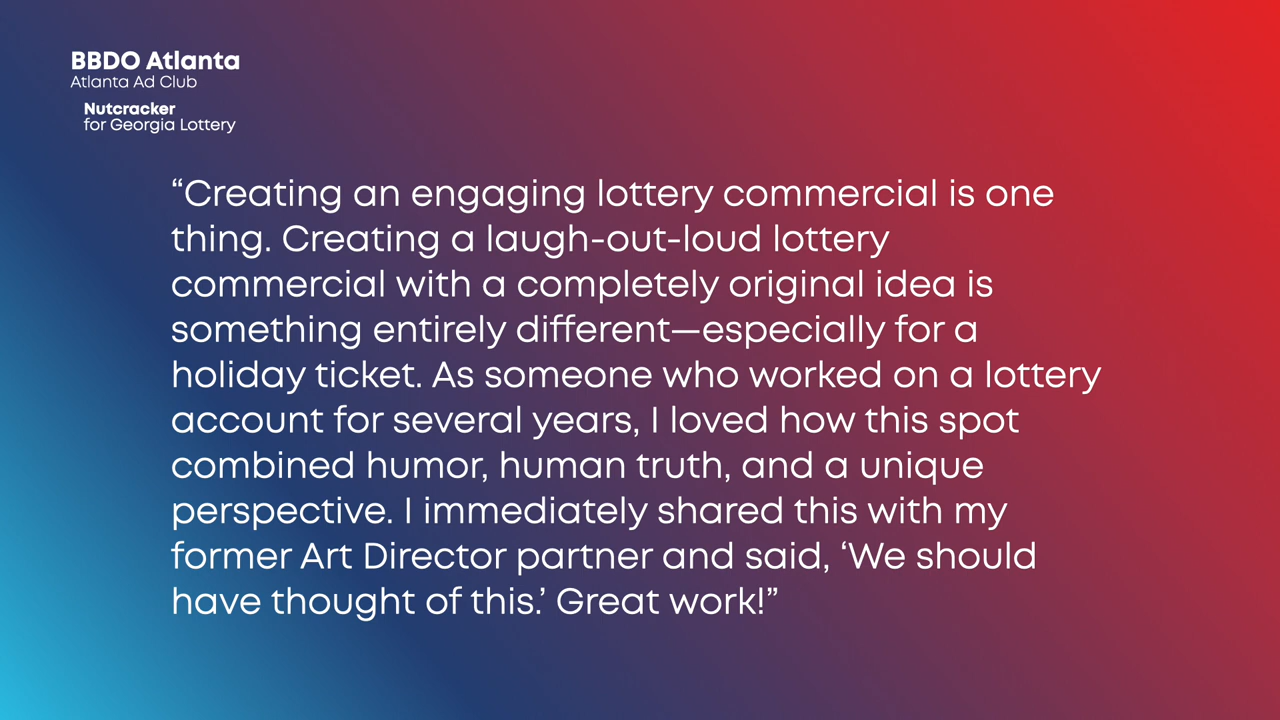 BBDO Atlanta
Atlanta Ad Club
Nutcracker
for Georgia Lottery
“Creating an engaging lottery commercial is one
thing. Creating a laugh-out-loud lottery
commercial with a completely original idea is
something entirely different—especially for a
holiday ticket. As someone who worked on a lottery
account for several years, I loved how this spot
combined humor, human truth, and a unique
perspective. I immediately shared this with my
former Art Director partner and said, ‘We should
have thought of this.’ Great work!”